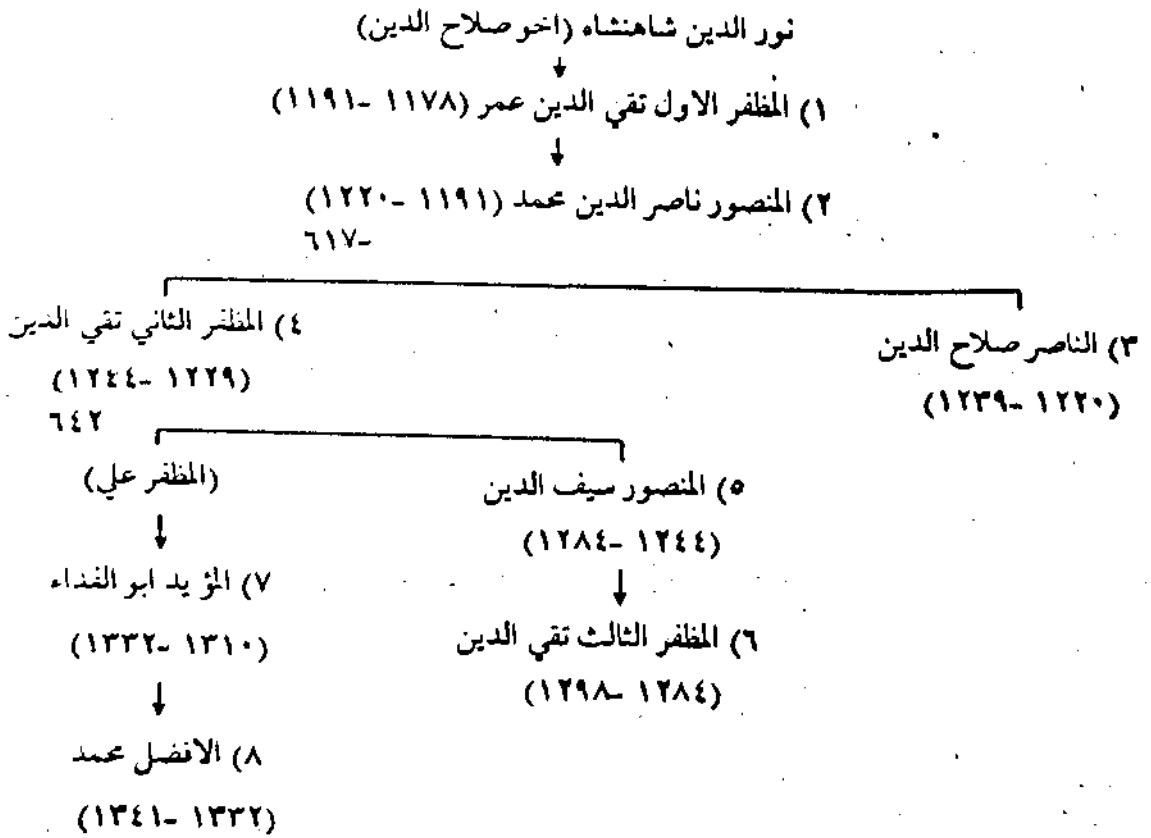 نور الدين شاهنشاه (اخو صلاح الدين)
١) المظفر الاول تقي الدين عمر (١١٧٨ -١١٩١)
٢) المنصور ناصر الدين محمد (١١٩١ -١٢٢٠)
-٦١٧
٣) الناصر صلاح الدين
(١٢٢٠ -١٢٣٩)
٤) المظفر الثاني تقي الدين
(١٢٢٩ -١٢٤٤)
٦٤٢
٥) المنصور سيف الدين
(١٢٤٤ -١٢٨٤)
(المظفر علي)
٦) المظفر الثالث تقي الدين
(١٢٨٤ -١٢٩٨)
٧) المؤيد ابو الفداء
(١٣١٠ -١٣٣٢)
٨) الافضل محمد
(١٣٣٢ -١٣٤١)